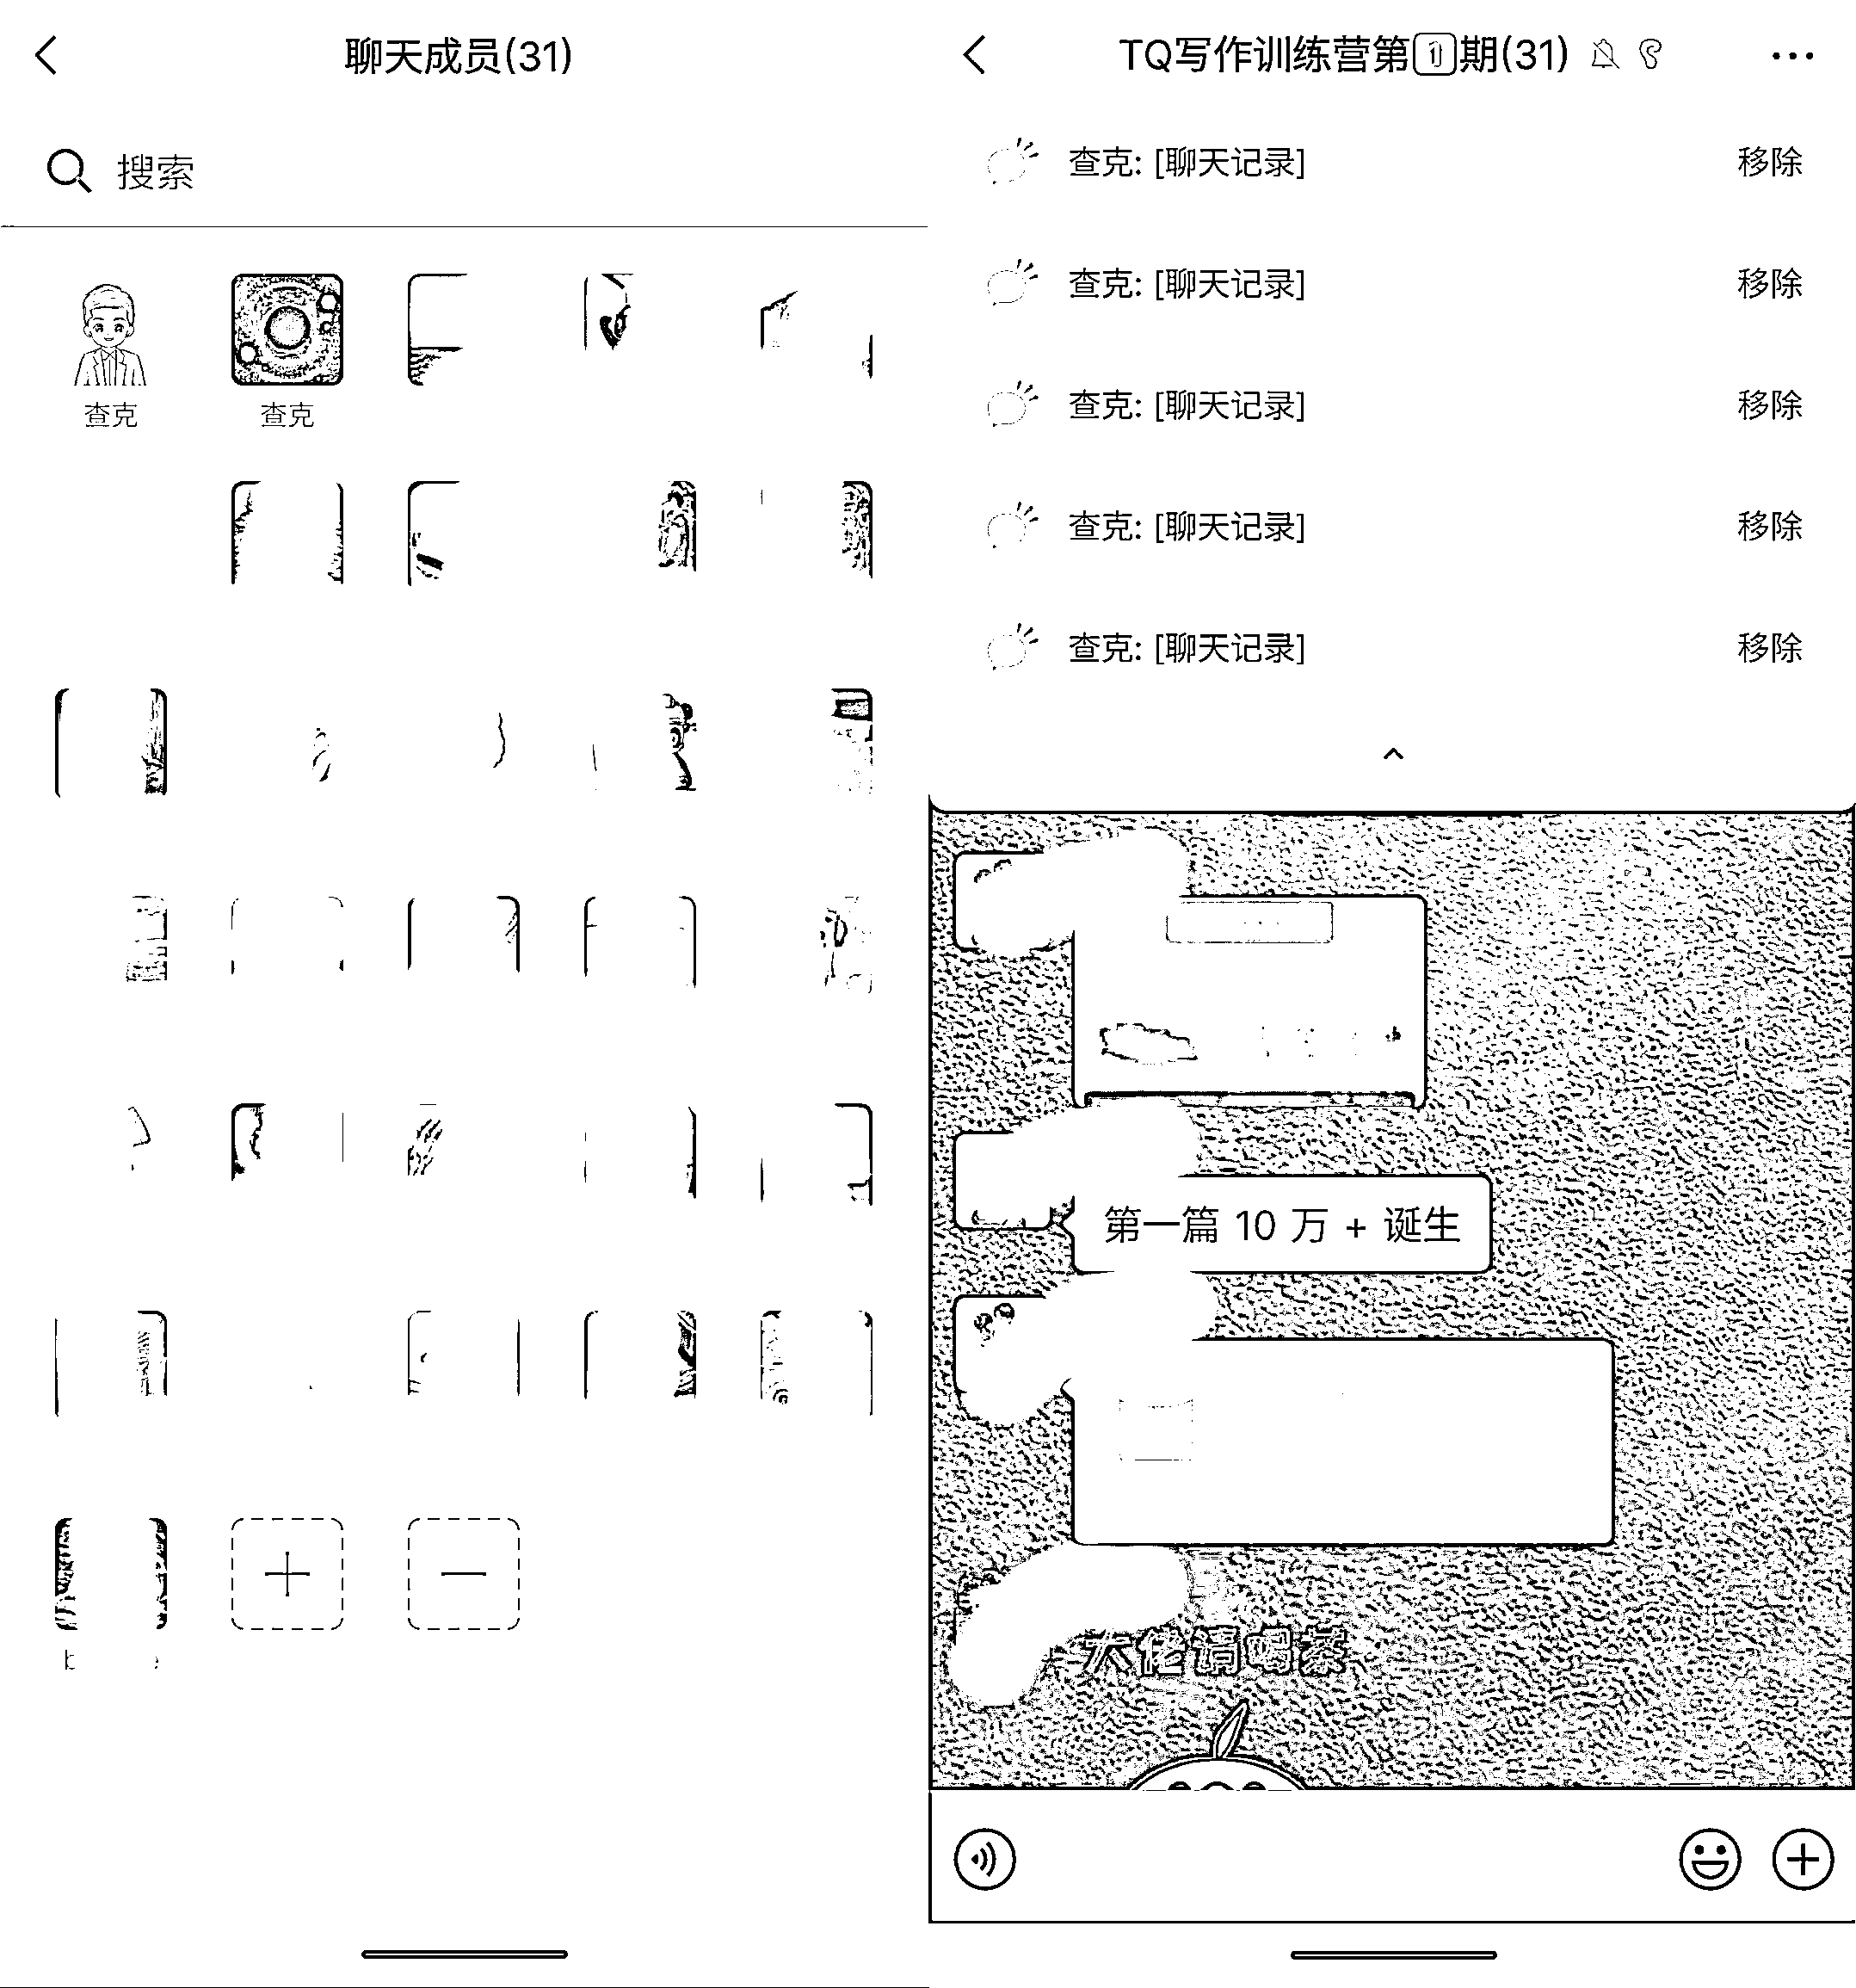 聊天成员(31)
搜索
查克
查克
TQ写作训练营第1期(31)
查克: [聊天记录]
移除
查克: [聊天记录]
移除
查克: [聊天记录]
移除
查克: [聊天记录]
移除
查克: [聊天记录]
移除
第一篇 10 万 + 诞生
大佬请喝茶